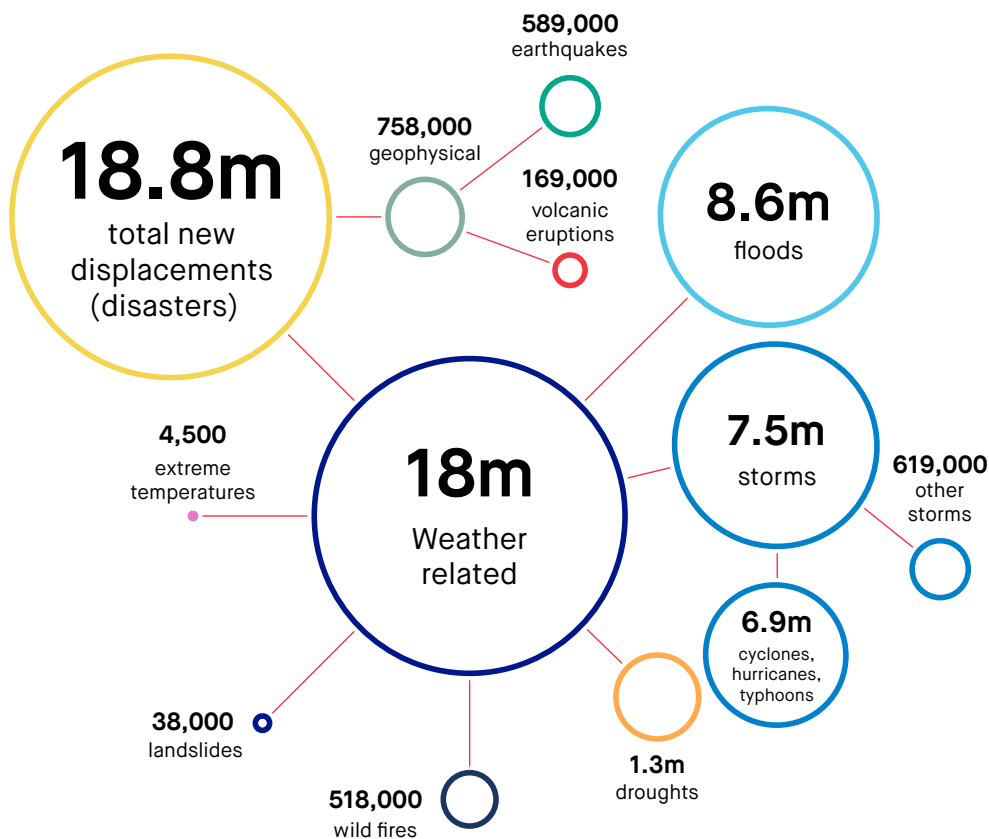 18.8m
total new
displacements
(disasters)
758,000
geophysical
589,000
earthquakes
169,000
volcanic
eruptions
8.6m
floods
18m
Weather
related
7.5m
storms
619,000
other
storms
6.9m
cyclones,
hurricanes,
typhoons
4,500
extreme
temperatures
38,000
landslides
518,000
wild fires
1.3m
droughts